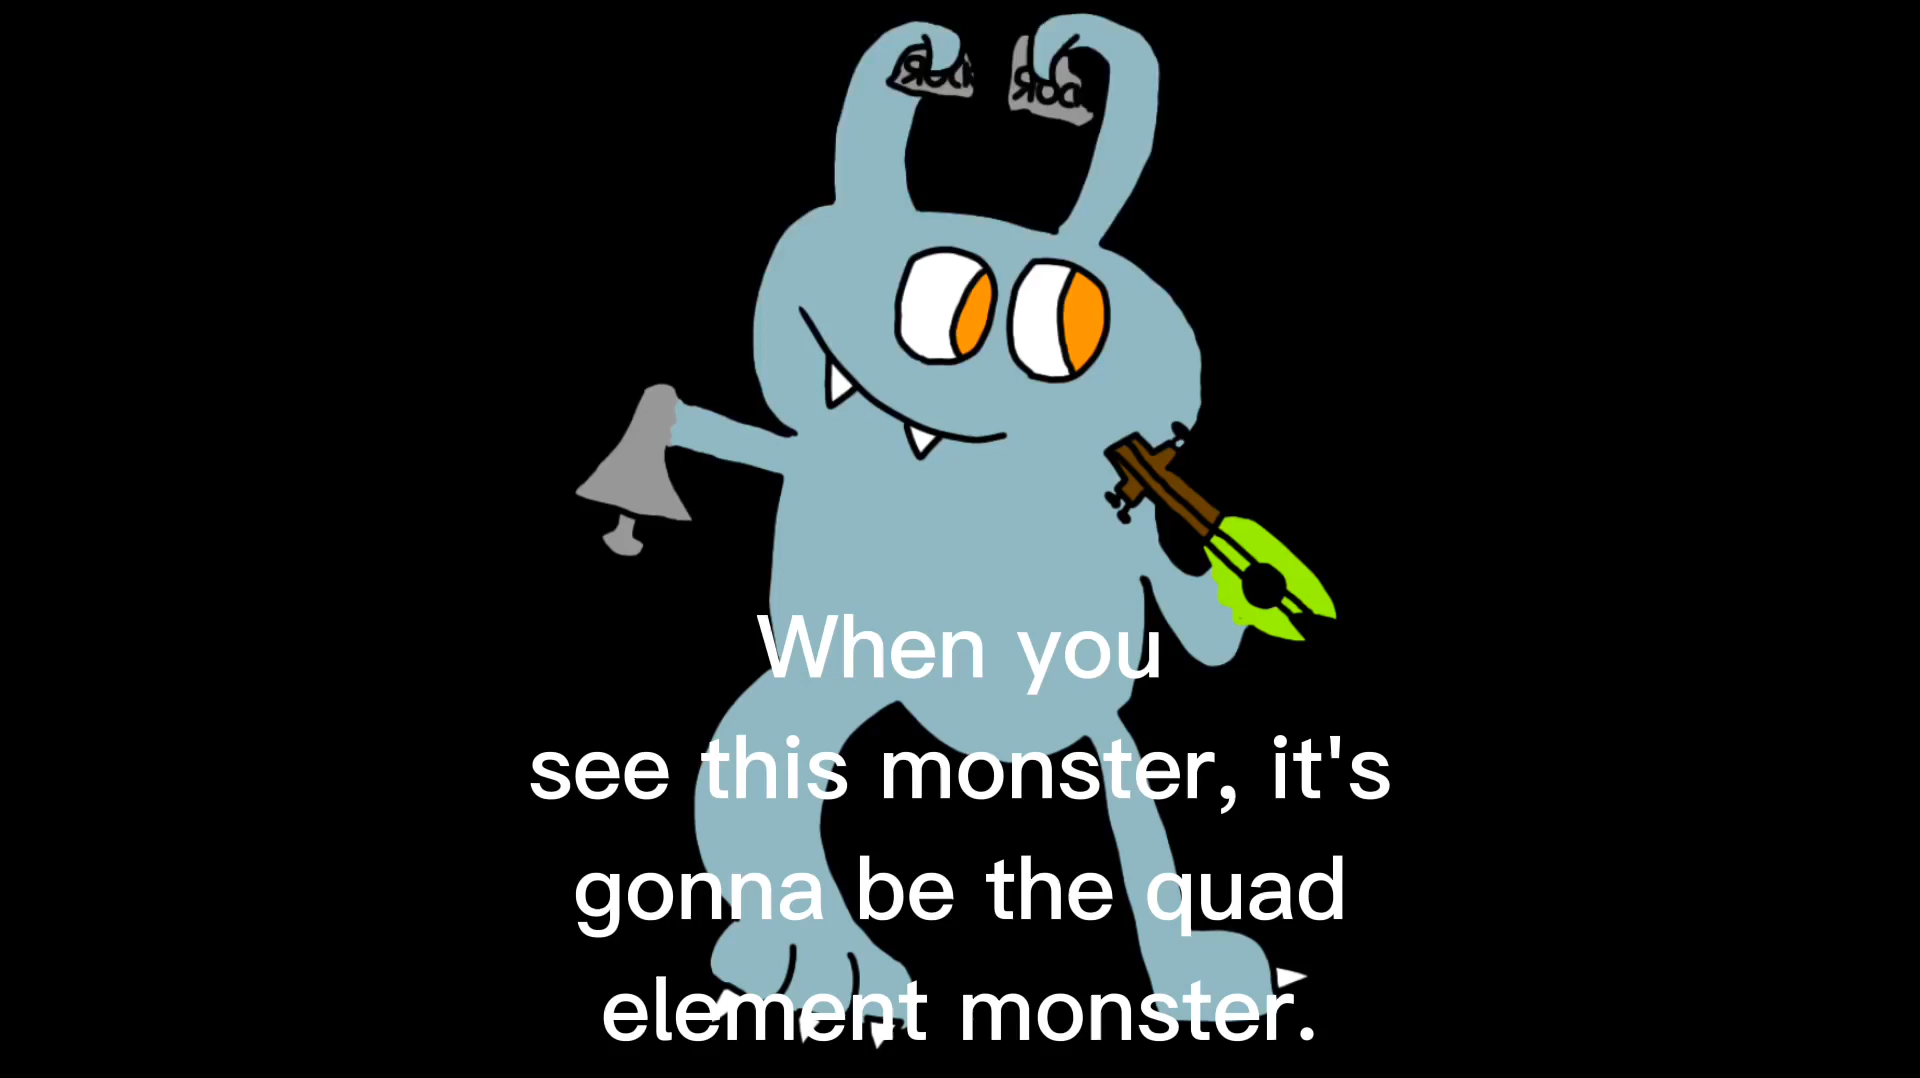 When you
see this monster, it's
gonna be the quad
element monster.